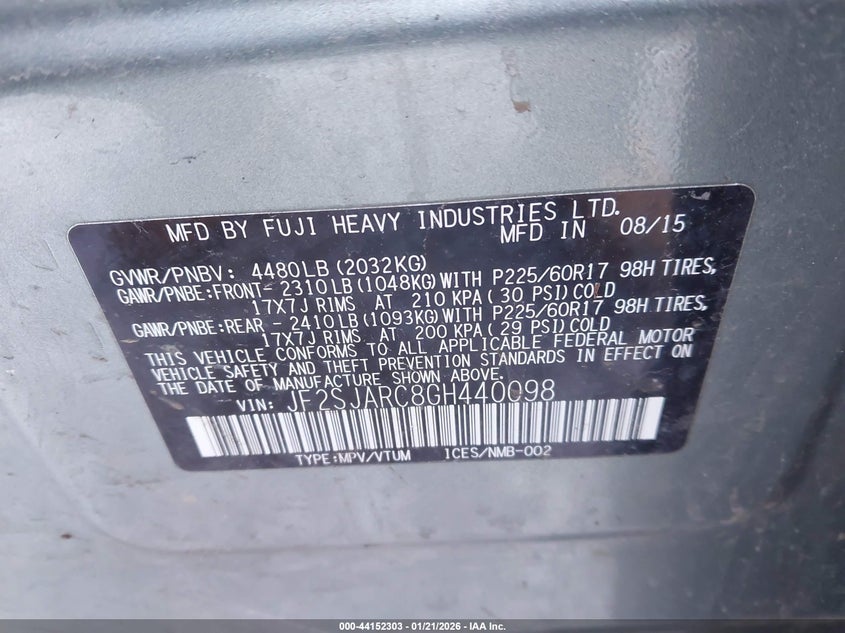 MFD BY FUJI HEAVY INDUSTRIES LTD.
MFD IN 08/15
GVWR/PNBV: 4480LB (2032KG)
GAWR/PNBE:FRONT- 2310LB (1048KG) WITH P225/60R17 98H TIRES,
17X7J RIMS AT 210 KPA ( 30 PSI) COLD
GAWR/PNBE:REAR - 2410LB (1093KG) WITH P225/60R17 98H TIRES,
17X7J RIMS AT 200 KPA ( 29 PSI) COLD
THIS VEHICLE CONFORMS TO ALL APPLICABLE FEDERAL MOTOR
VEHICLE SAFETY AND THEFT PREVENTION STANDARDS IN EFFECT ON
THE DATE OF MANUFACTURE SHOWN ABOVE.
VIN: JF2SJARC8GH440098
TYPE:MPV/VTUM ICES/NMB-002
000-44152303 - 01/21/2026 - IAA Inc.